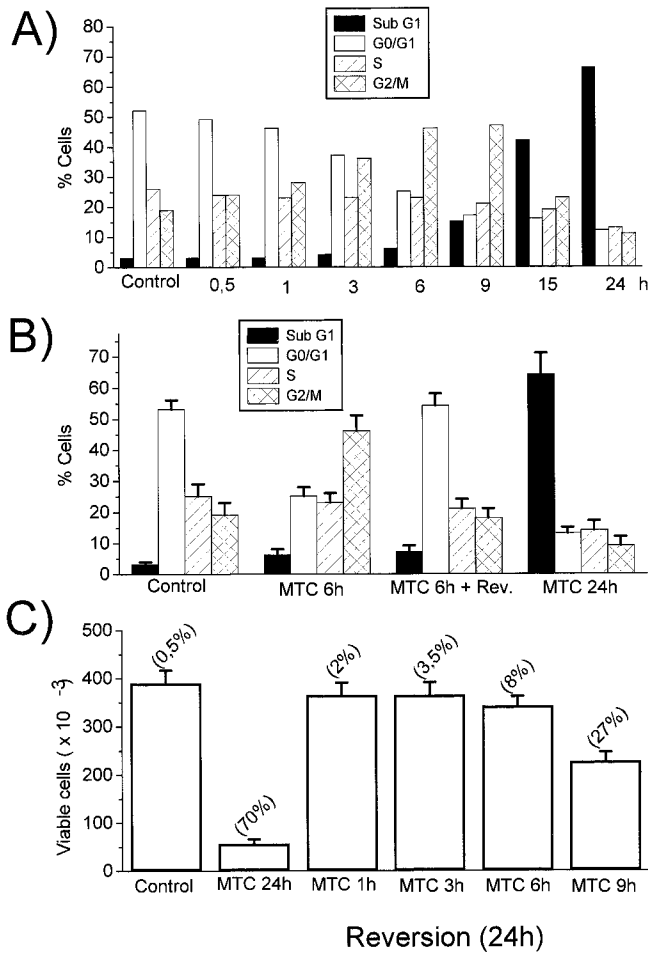 A)
Sub G1
G0/G1
S
G2/M
80
70
60
50
40
30
20
10
0
% Cells
Control 0,5 1 3 6 9 15 24 h
B)
Sub G1
G0/G1
S
G2/M
70
60
50
40
30
20
10
0
% Cells
Control MTC 6h MTC 6h + Rev. MTC 24h
C)
500
400
300
200
100
0
Viable cells ( x 10 -3)
(0,5%) (70%) (2%) (3,5%) (8%) (27%)
Control MTC 24h MTC 1h MTC 3h MTC 6h MTC 9h
Reversion (24h)